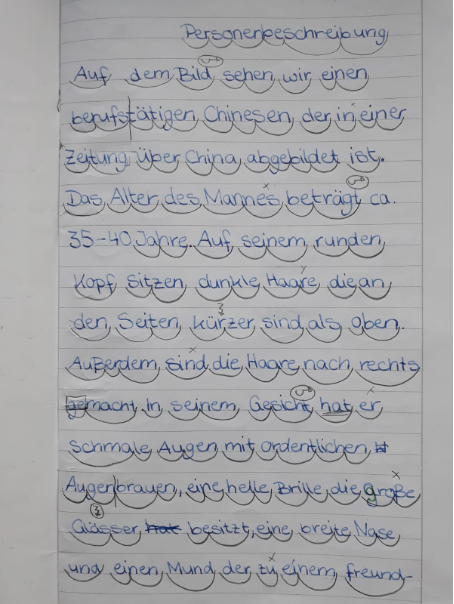 Personenbeschreibung
Auf dem Bild sehen wir einen
berufstätigen Chinesen, der in einer
Zeitung über China abgebildet ist.
Das Alter des Mannes beträgt ca.
35-40 Jahre. Auf seinem runden
Kopf sitzen dunkle Haare, die an
den Seiten kürzer sind als oben.
Außerdem sind die Haare nach rechts
gemacht. In seinem Gesicht hat er
schmale Augen mit ordentlichen
Augenbrauen, eine helle Brille, die große
Glässer hat besitzt, eine breite Nase
und einen Mund der zu einem freund-